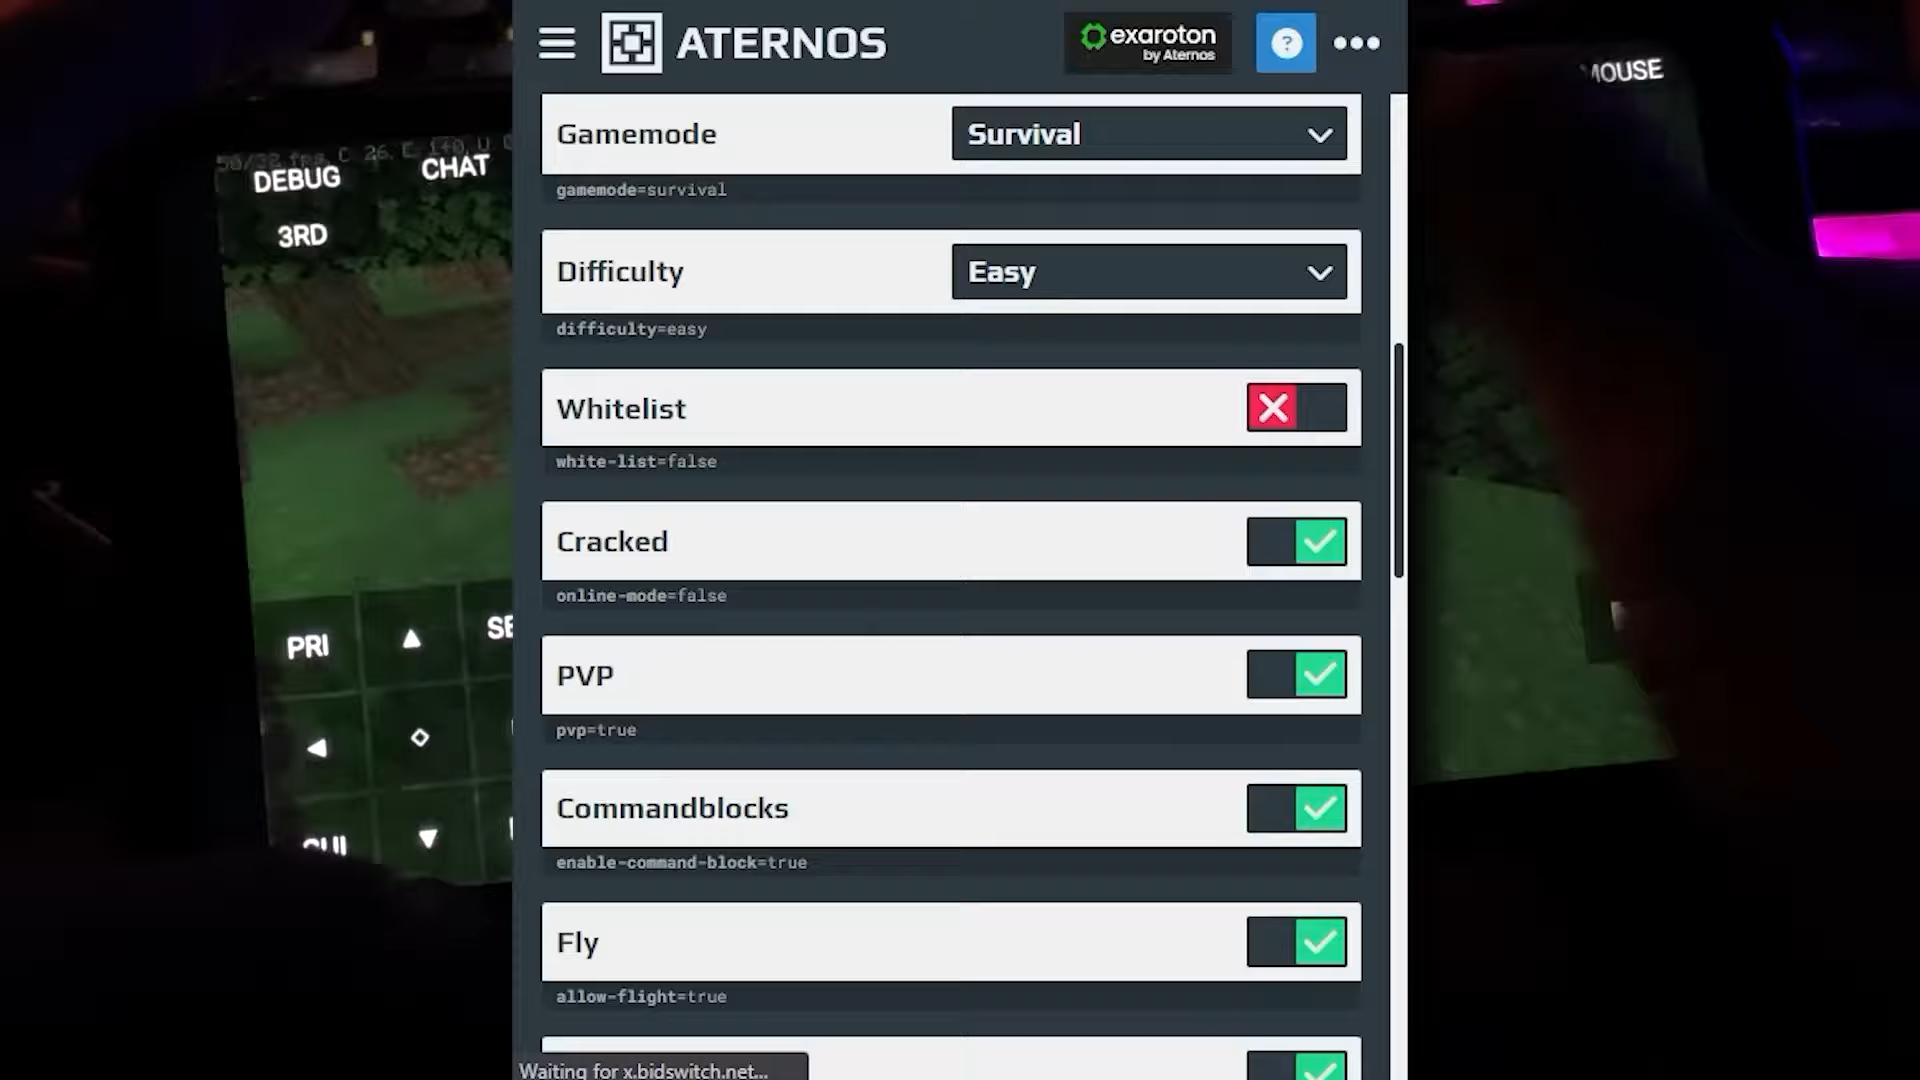 ATERNOS
exaroton
by Aternos
?
MOUSE
Gamemode
Survival
gamemode=survival
DEBUG
CHAT
3RD
Difficulty
Easy
difficulty=easy
Whitelist
white-list=false
Cracked
online-mode=false
PRI
PVP
pvp=true
Commandblocks
enable-command-block=true
GUI
Fly
allow-flight=true
Waiting for x.bidswitch.net...